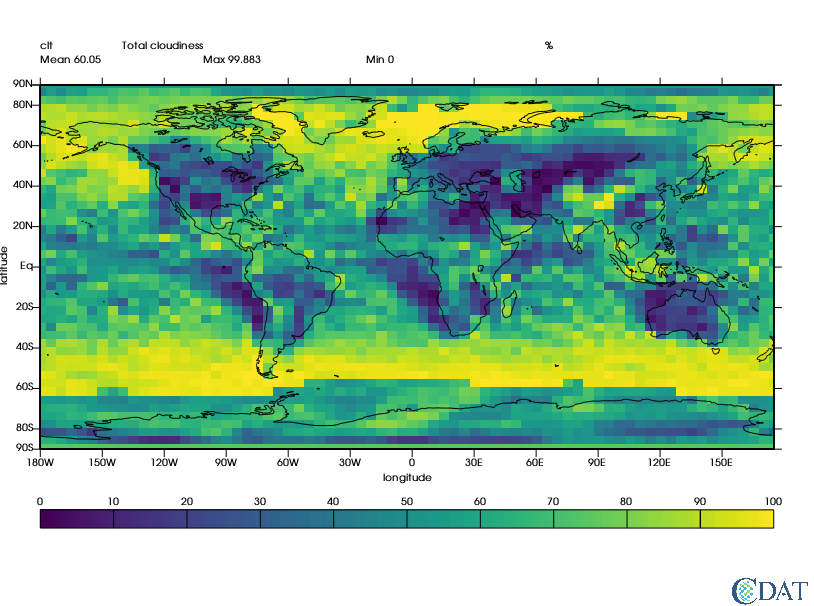 clt Total cloudiness %
Mean 60.05 Max 99.883 Min 0
90N
80N
60N
40N
20N
Eq
20S
40S
60S
80S
90S
latitude
180W 150W 120W 90W 60W 30W 0 30E 60E 90E 120E 150E
longitude
0 10 20 30 40 50 60 70 80 90 100
CDAT